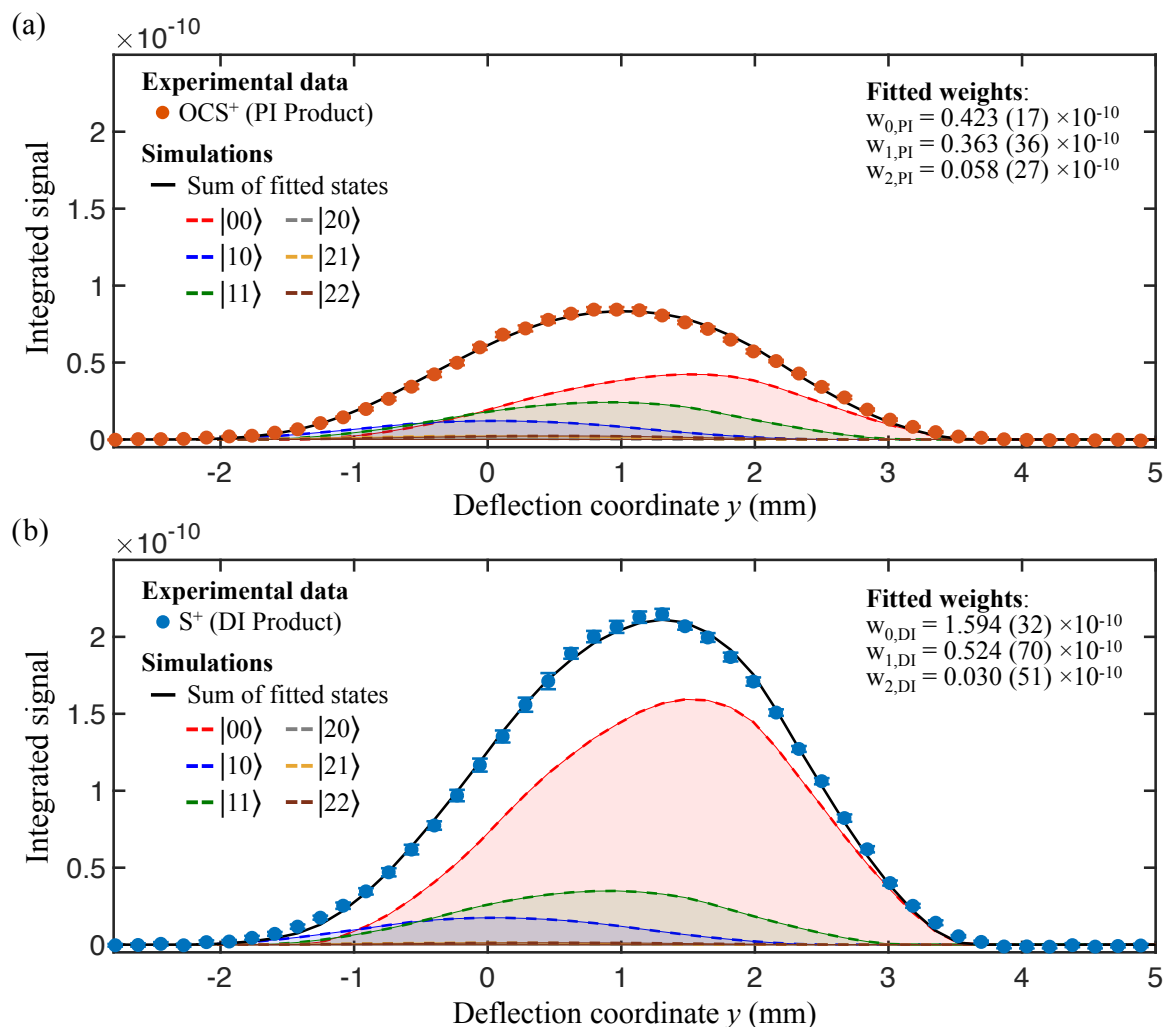 (a)
×10⁻¹⁰
Experimental data
OCS⁺ (PI Product)
Simulations
Sum of fitted states
|00⟩ |20⟩
|10⟩ |21⟩
|11⟩ |22⟩
Fitted weights:
w₀,PI = 0.423 (17) ×10⁻¹⁰
w₁,PI = 0.363 (36) ×10⁻¹⁰
w₂,PI = 0.058 (27) ×10⁻¹⁰
Integrated signal
2
1.5
1
0.5
0
-2 -1 0 1 2 3 4 5
Deflection coordinate y (mm)
(b)
×10⁻¹⁰
Experimental data
S⁺ (DI Product)
Simulations
Sum of fitted states
|00⟩ |20⟩
|10⟩ |21⟩
|11⟩ |22⟩
Fitted weights:
w₀,DI = 1.594 (32) ×10⁻¹⁰
w₁,DI = 0.524 (70) ×10⁻¹⁰
w₂,DI = 0.030 (51) ×10⁻¹⁰
Integrated signal
2
1.5
1
0.5
0
-2 -1 0 1 2 3 4 5
Deflection coordinate y (mm)